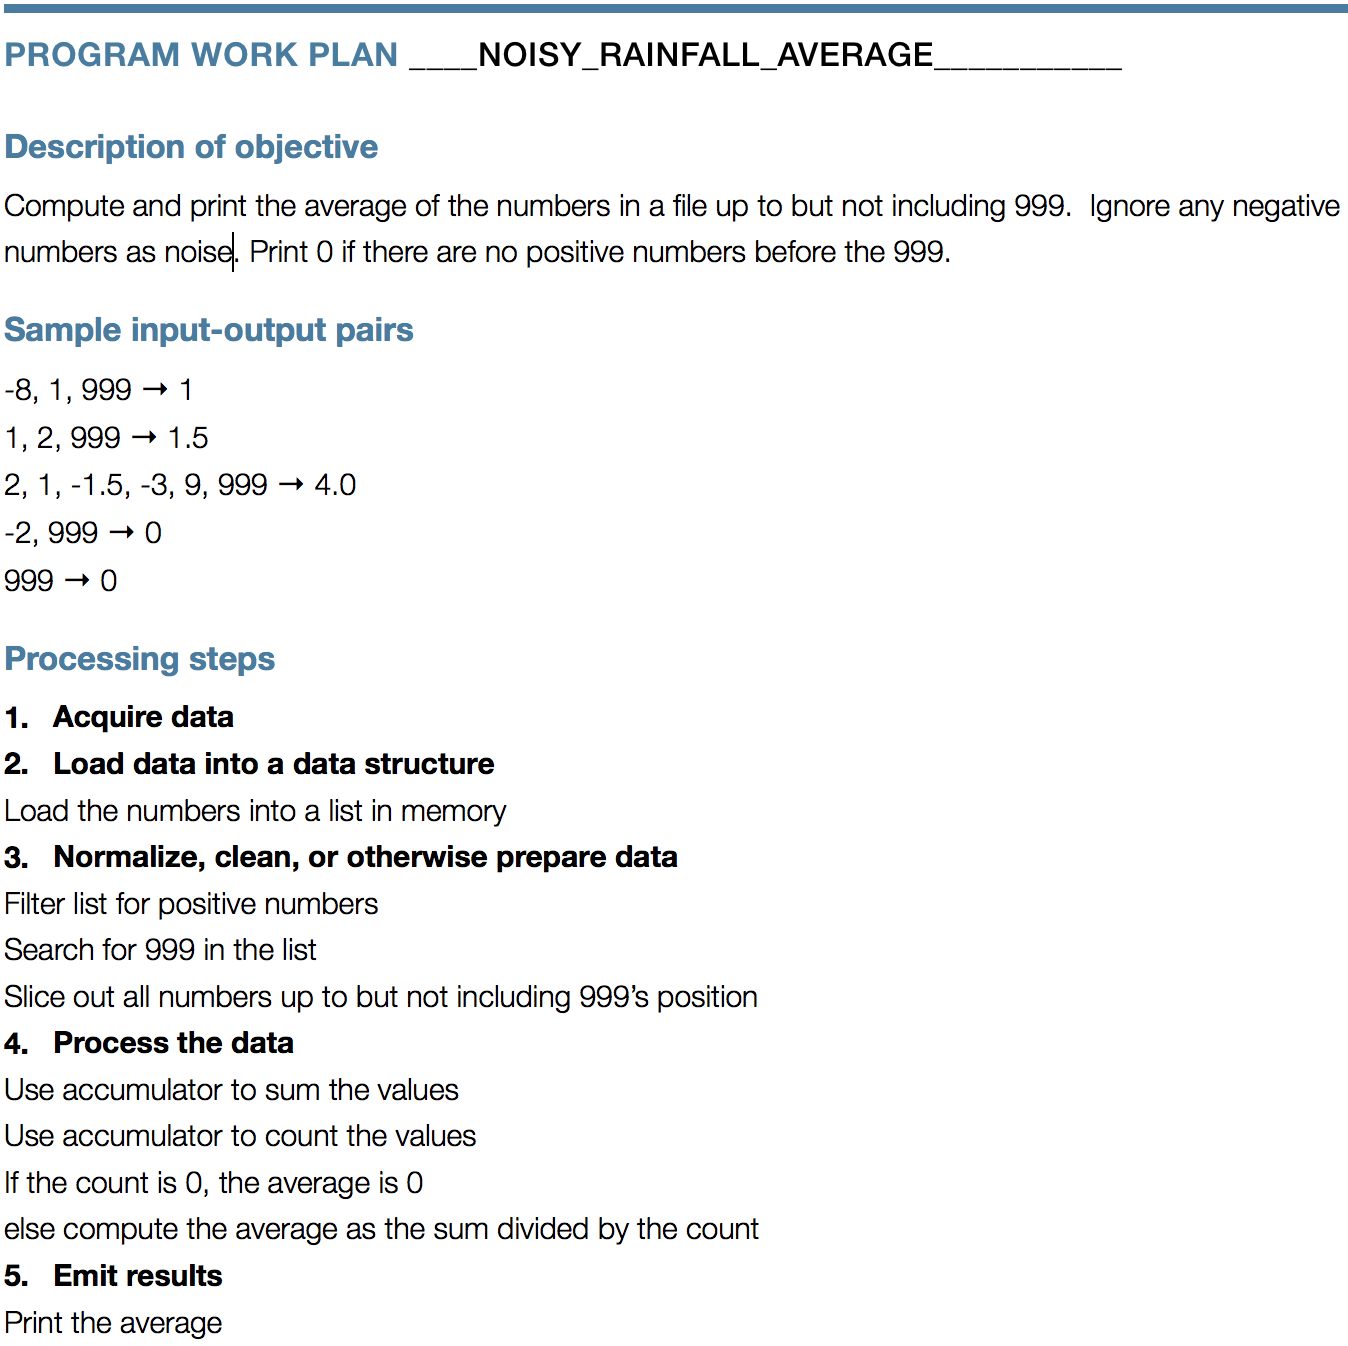 PROGRAM WORK PLAN ____NOISY_RAINFALL_AVERAGE___________
Description of objective
Compute and print the average of the numbers in a file up to but not including 999.  Ignore any negative
numbers as noise. Print 0 if there are no positive numbers before the 999.
Sample input-output pairs
-8, 1, 999 → 1
1, 2, 999 → 1.5
2, 1, -1.5, -3, 9, 999 → 4.0
-2, 999 → 0
999 → 0
Processing steps
1. Acquire data
2. Load data into a data structure
Load the numbers into a list in memory
3. Normalize, clean, or otherwise prepare data
Filter list for positive numbers
Search for 999 in the list
Slice out all numbers up to but not including 999’s position
4. Process the data
Use accumulator to sum the values
Use accumulator to count the values
If the count is 0, the average is 0
else compute the average as the sum divided by the count
5. Emit results
Print the average